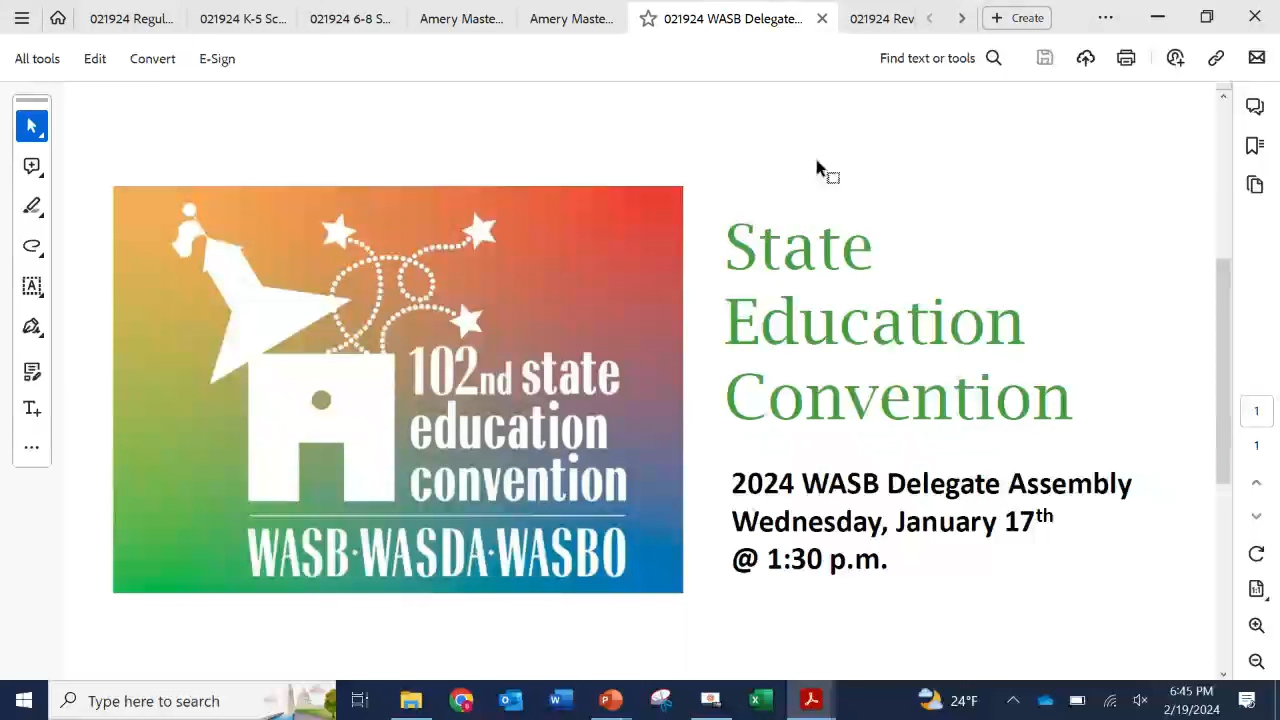 021924 Regul...
021924 K-5 Sc...
021924 6-8 S...
Amery Maste...
Amery Maste...
021924 WASB Delegate...
021924 Rev
Create
All tools
Edit
Convert
E-Sign
Find text or tools
102nd state
education
convention
WASB·WASDA·WASBO
State
Education
Convention
2024 WASB Delegate Assembly
Wednesday, January 17th
@ 1:30 p.m.
1
1
Type here to search
24°F
6:45 PM
2/19/2024